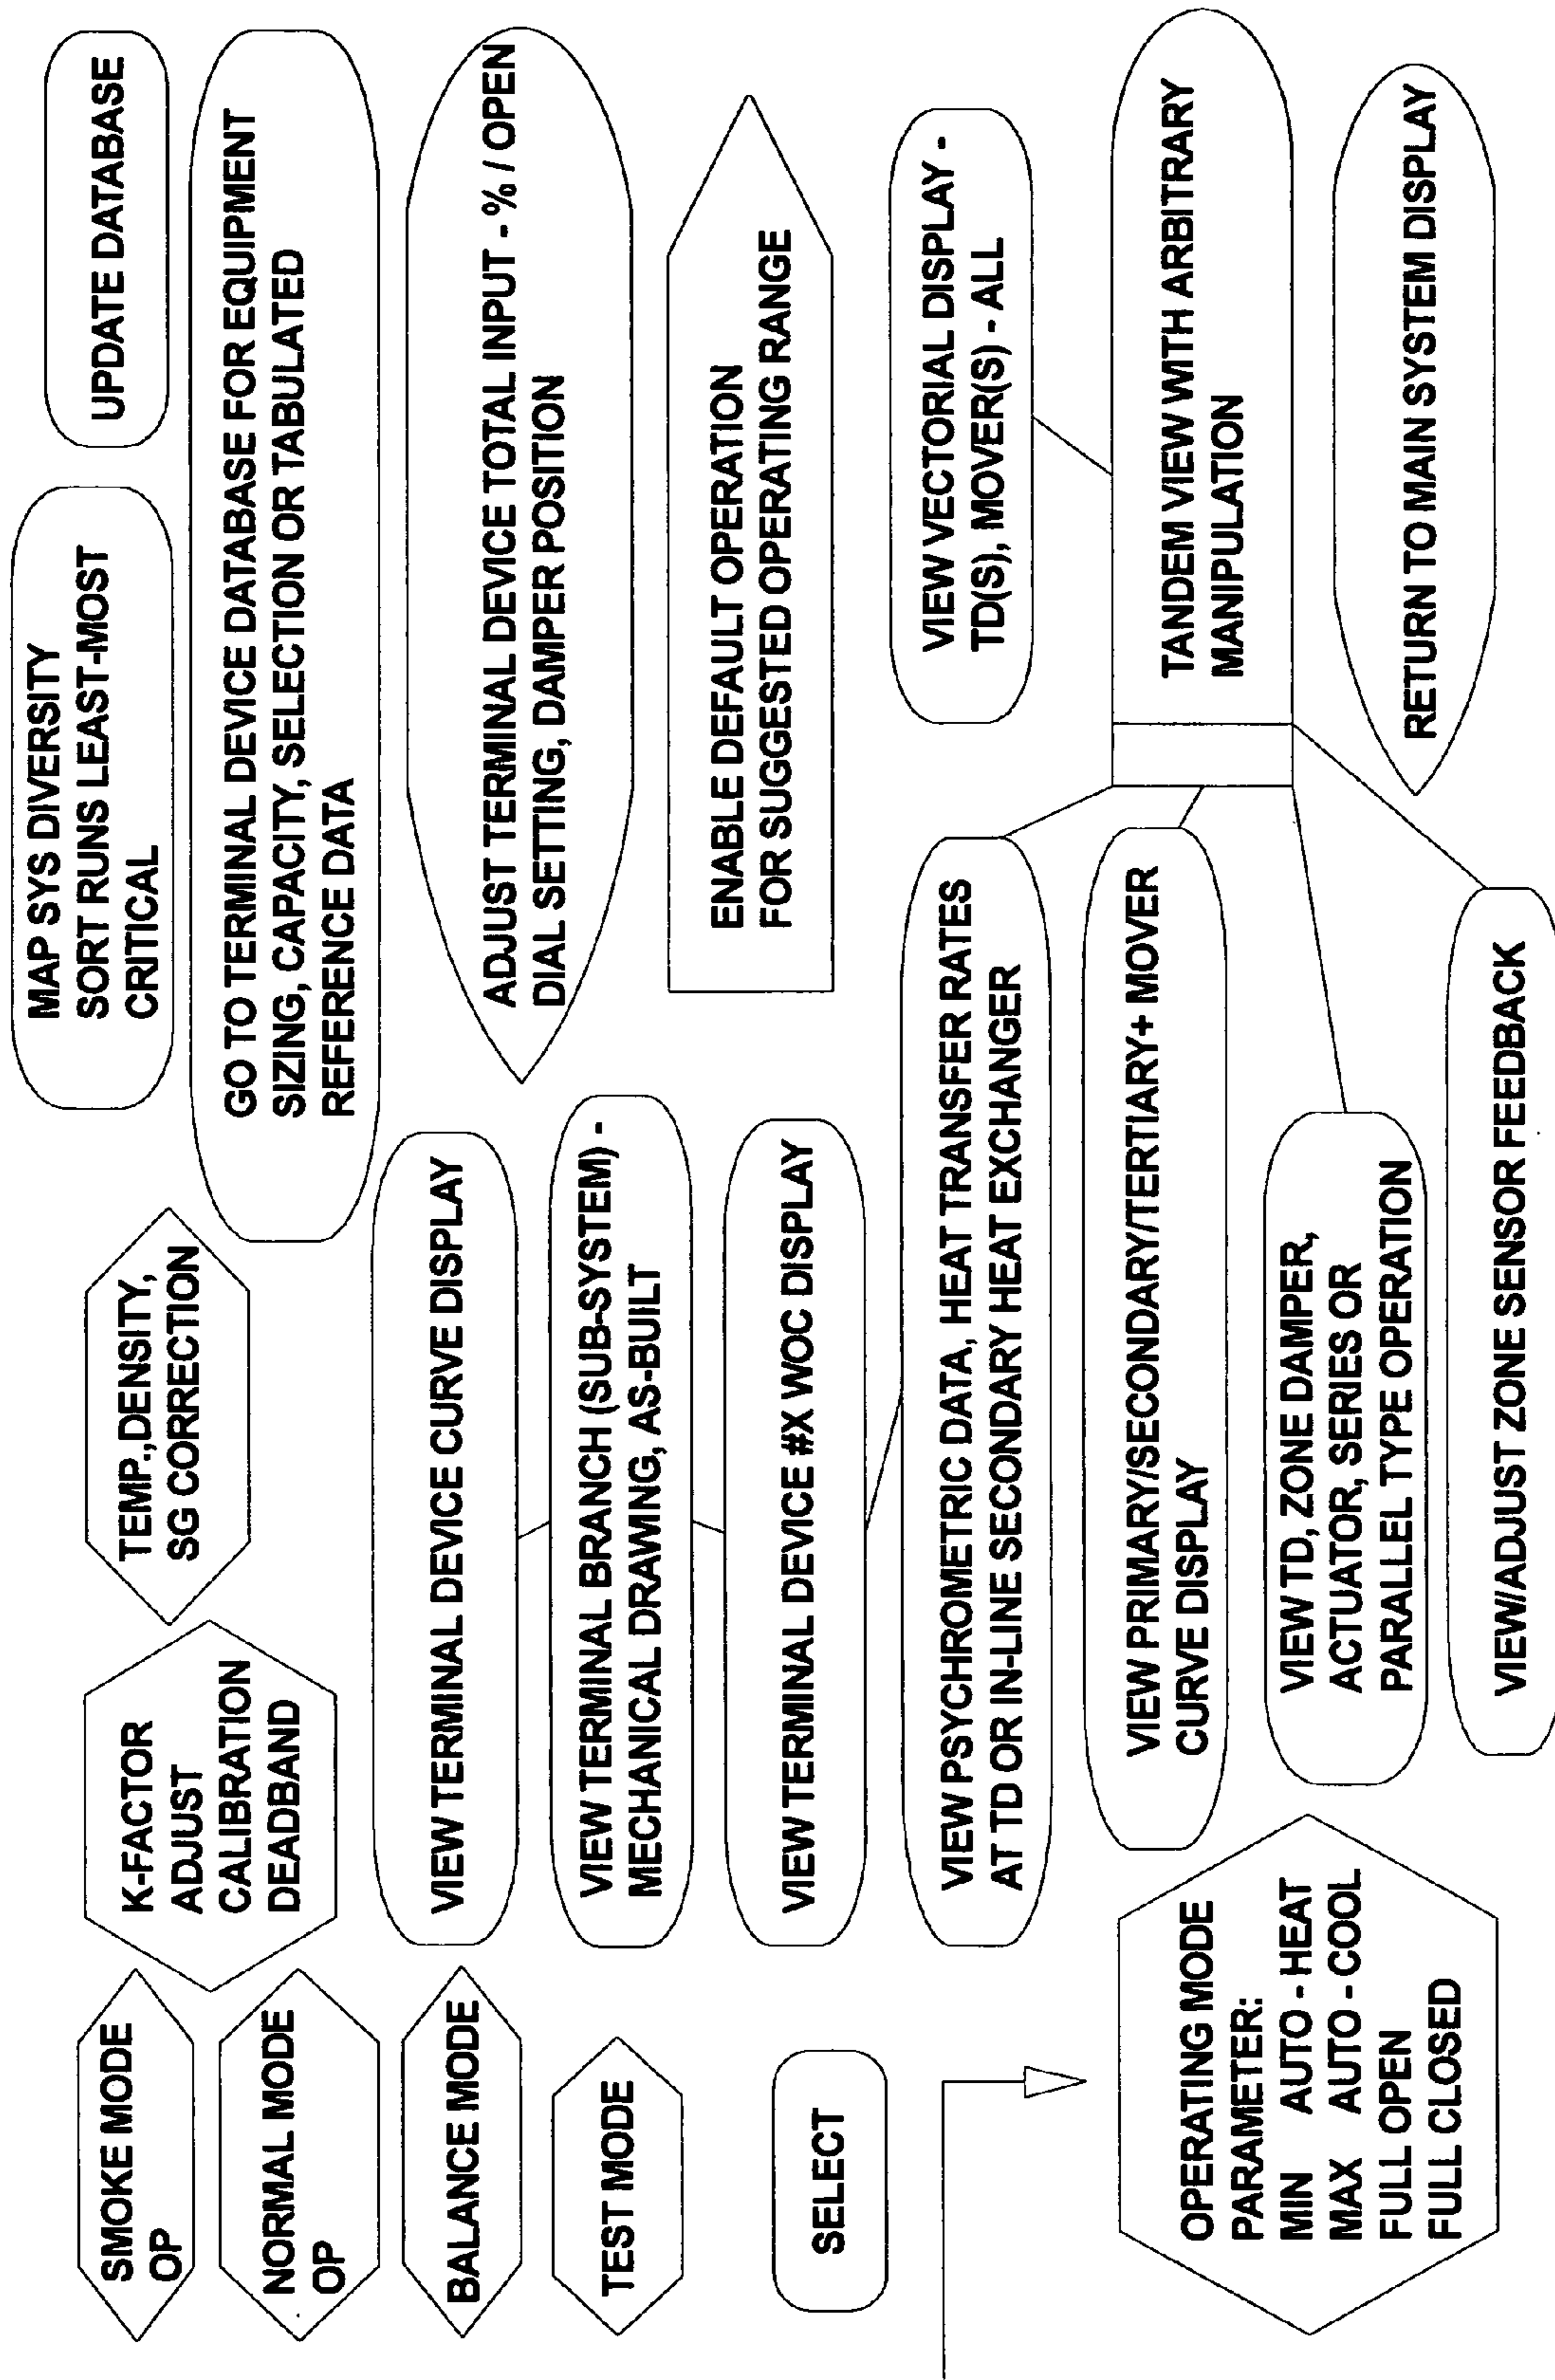 SMOKE MODE
OP
NORMAL MODE
OP
BALANCE MODE
TEST MODE
SELECT
OPERATING MODE
PARAMETER:
MIN AUTO - HEAT
MAX AUTO - COOL
FULL OPEN
FULL CLOSED
K-FACTOR
ADJUST
CALIBRATION
DEADBAND
TEMP.,DENSITY,
SG CORRECTION
MAP SYS DIVERSITY
SORT RUNS LEAST-MOST
CRITICAL
UPDATE DATABASE
GO TO TERMINAL DEVICE DATABASE FOR EQUIPMENT
SIZING, CAPACITY, SELECTION OR TABULATED
REFERENCE DATA
VIEW TERMINAL DEVICE CURVE DISPLAY
ADJUST TERMINAL DEVICE TOTAL INPUT - % / OPEN
DIAL SETTING, DAMPER POSITION
VIEW TERMINAL BRANCH (SUB-SYSTEM) -
MECHANICAL DRAWING, AS-BUILT
VIEW TERMINAL DEVICE #X WOC DISPLAY
ENABLE DEFAULT OPERATION
FOR SUGGESTED OPERATING RANGE
VIEW PSYCHROMETRIC DATA, HEAT TRANSFER RATES
AT TD OR IN-LINE SECONDARY HEAT EXCHANGER
VIEW VECTORIAL DISPLAY -
TD(S), MOVER(S) - ALL
VIEW PRIMARY/SECONDARY/TERTIARY+ MOVER
CURVE DISPLAY
TANDEM VIEW WITH ARBITRARY
MANIPULATION
VIEW TD, ZONE DAMPER,
ACTUATOR, SERIES OR
PARALLEL TYPE OPERATION
RETURN TO MAIN SYSTEM DISPLAY
VIEW/ADJUST ZONE SENSOR FEEDBACK